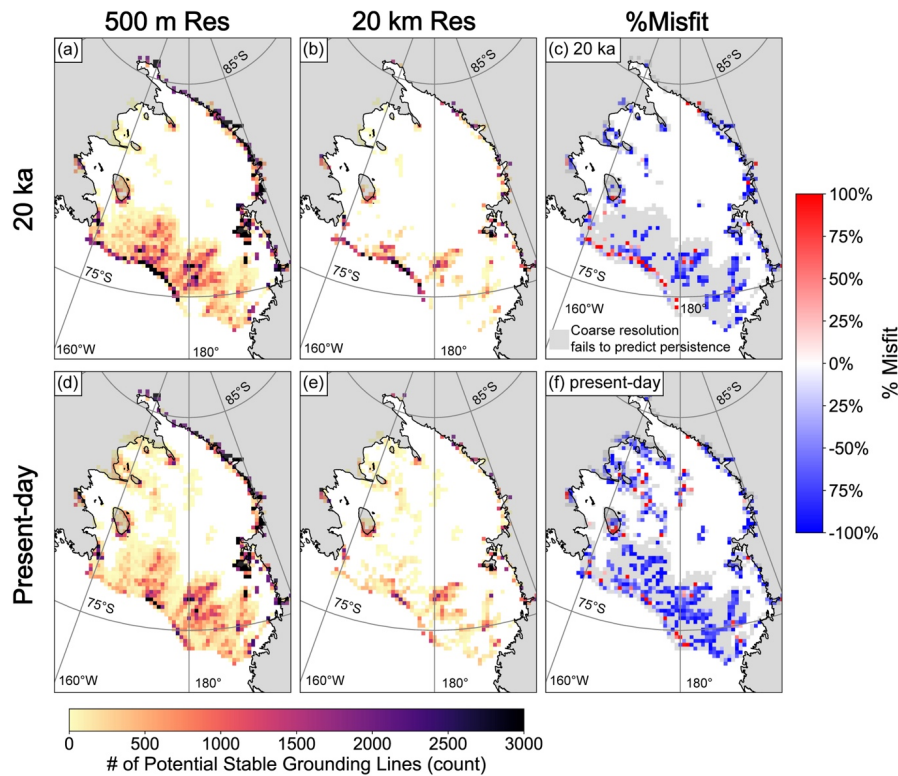 500 m Res
20 km Res
%Misfit
20 ka
(a)
85°S
75°S
160°W
180°
(b)
85°S
75°S
180°
(c) 20 ka
85°S
75°S
160°W
180°
Coarse resolution
fails to predict persistence
Present-day
(d)
85°S
75°S
160°W
180°
(e)
85°S
75°S
180°
(f) present-day
85°S
75°S
180°
100%
75%
50%
25%
0%
25%
-50%
75%
-100%
% Misfit
0
500
1000
1500
2000
2500
3000
# of Potential Stable Grounding Lines (count)